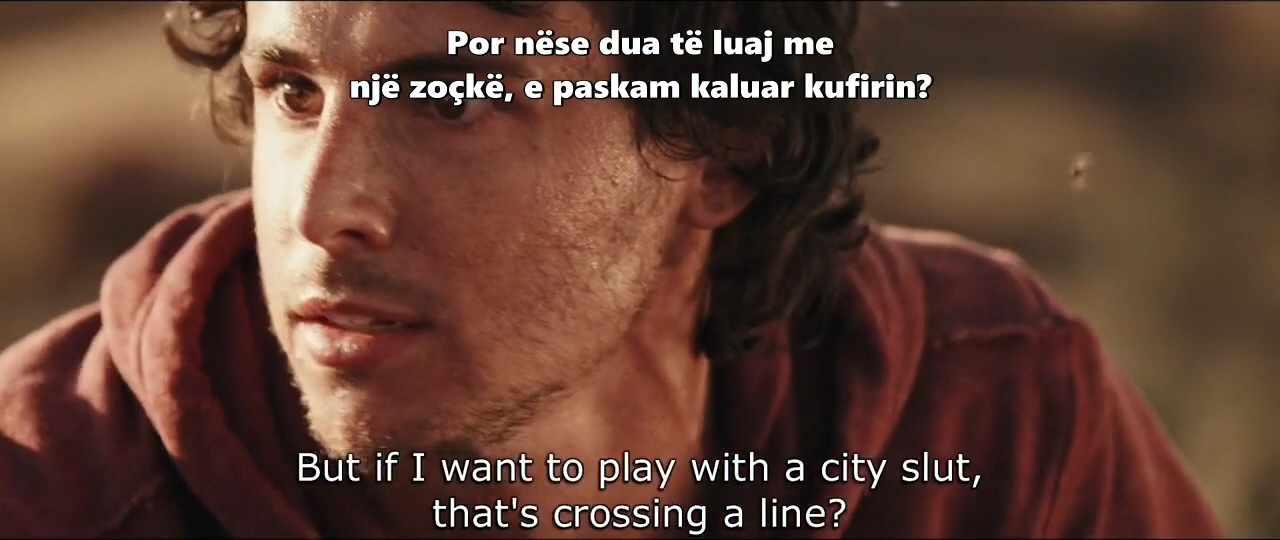 Por nëse dua të luaj me
një zoçkë, e paskam kaluar kufirin?
But if I want to play with a city slut,
that's crossing a line?